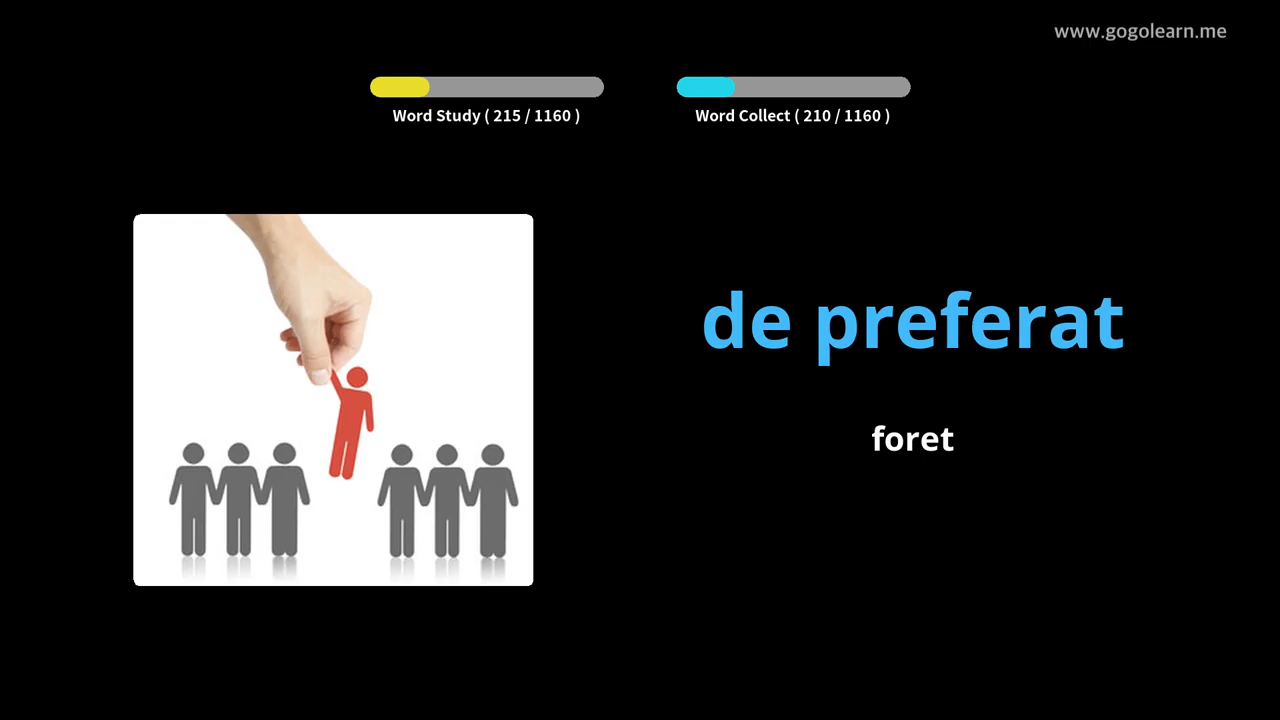 www.gogolearn.me
Word Study ( 215 / 1160 )
Word Collect ( 210 / 1160 )
de preferat
foret